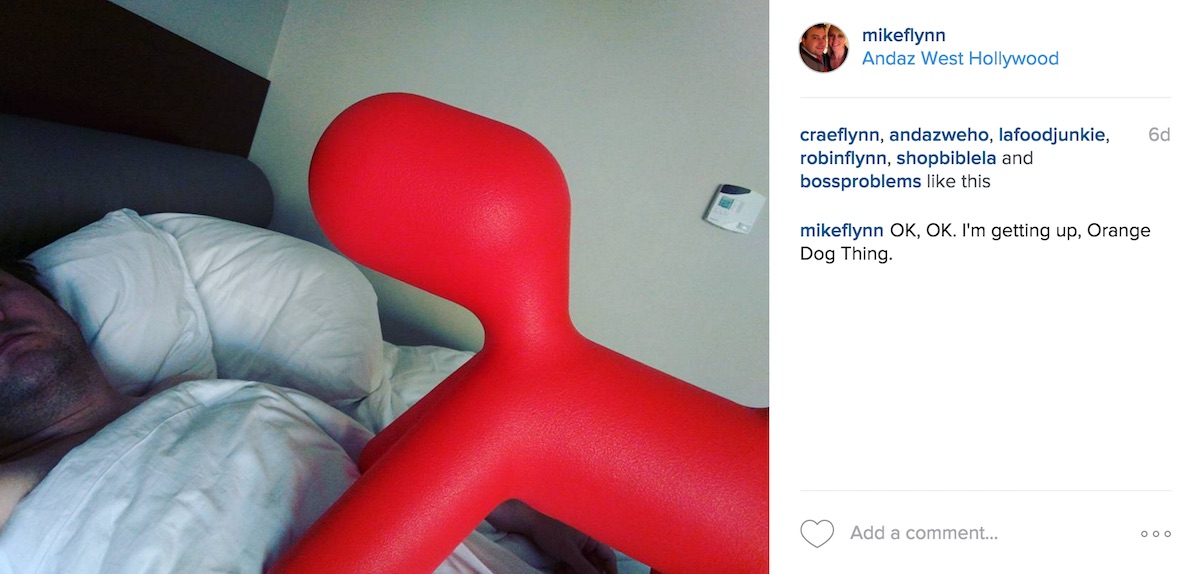 mikeflynn
Andaz West Hollywood
craeflynn, andazweho, lafoodjunkie, 6d
robinflynn, shopbiblela and
bossproblems like this
mikeflynn OK, OK. I'm getting up, Orange
Dog Thing.
Add a comment...